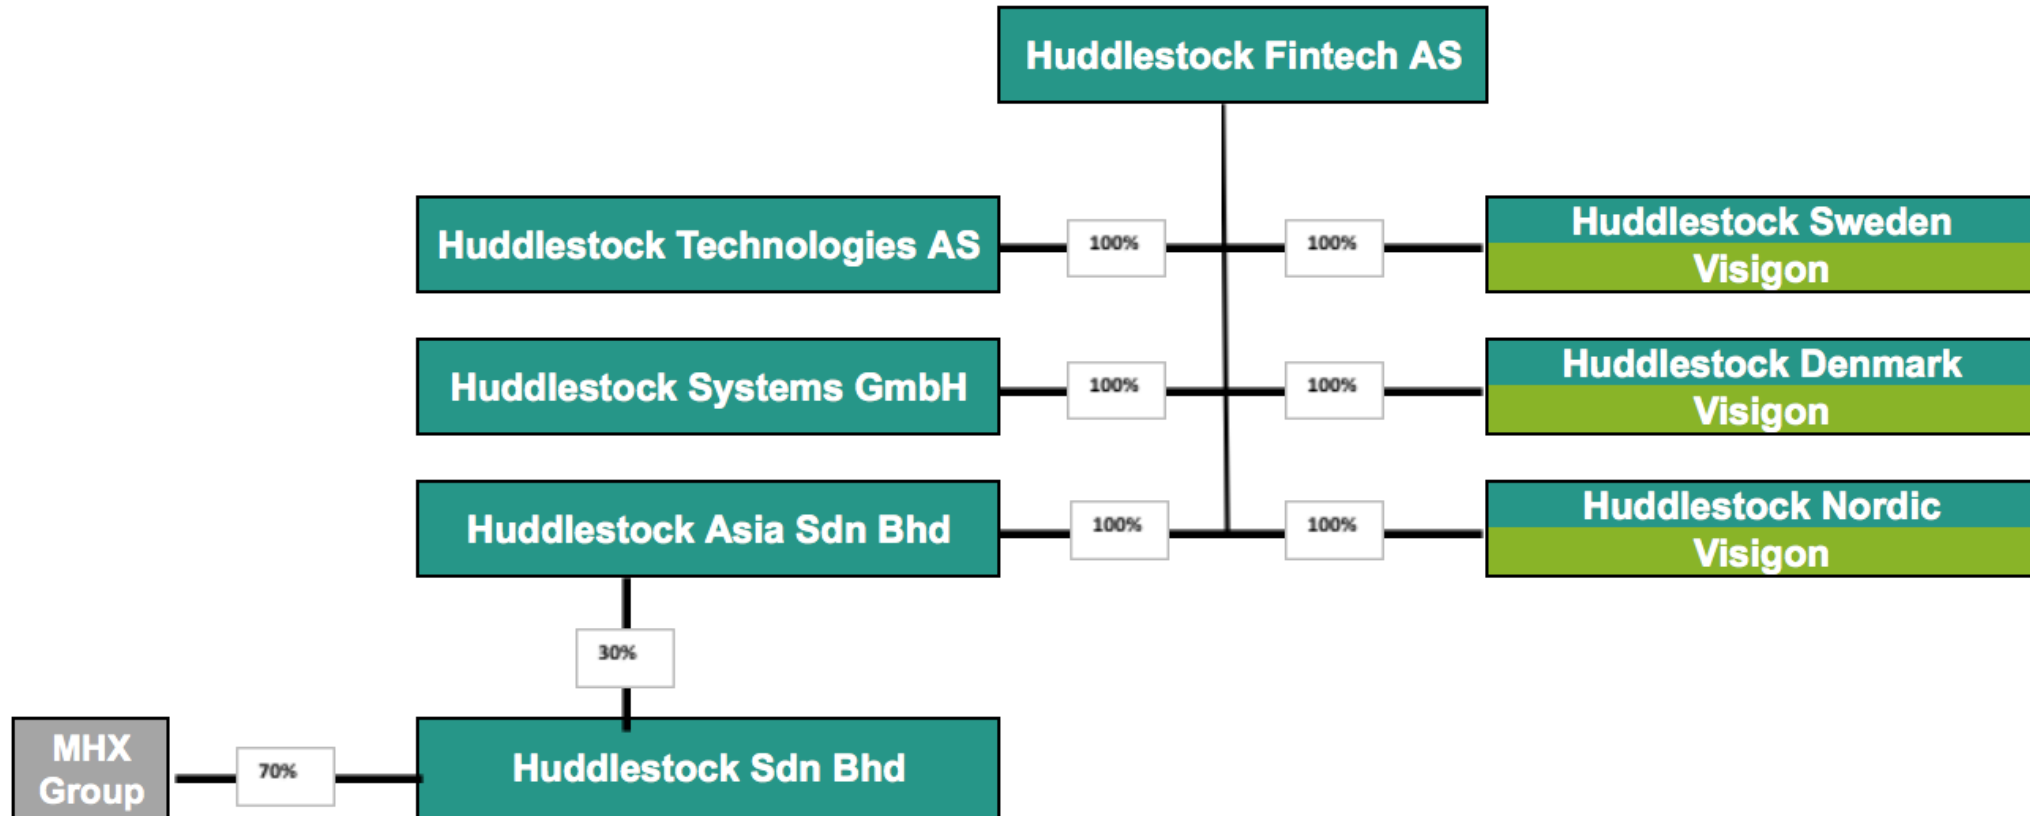 Huddlestock Fintech AS
Huddlestock Technologies AS
100%
100%
Huddlestock Sweden
Visigon
Huddlestock Systems GmbH
100%
100%
Huddlestock Denmark
Visigon
Huddlestock Asia Sdn Bhd
100%
100%
Huddlestock Nordic
Visigon
30%
MHX
Group
70%
Huddlestock Sdn Bhd